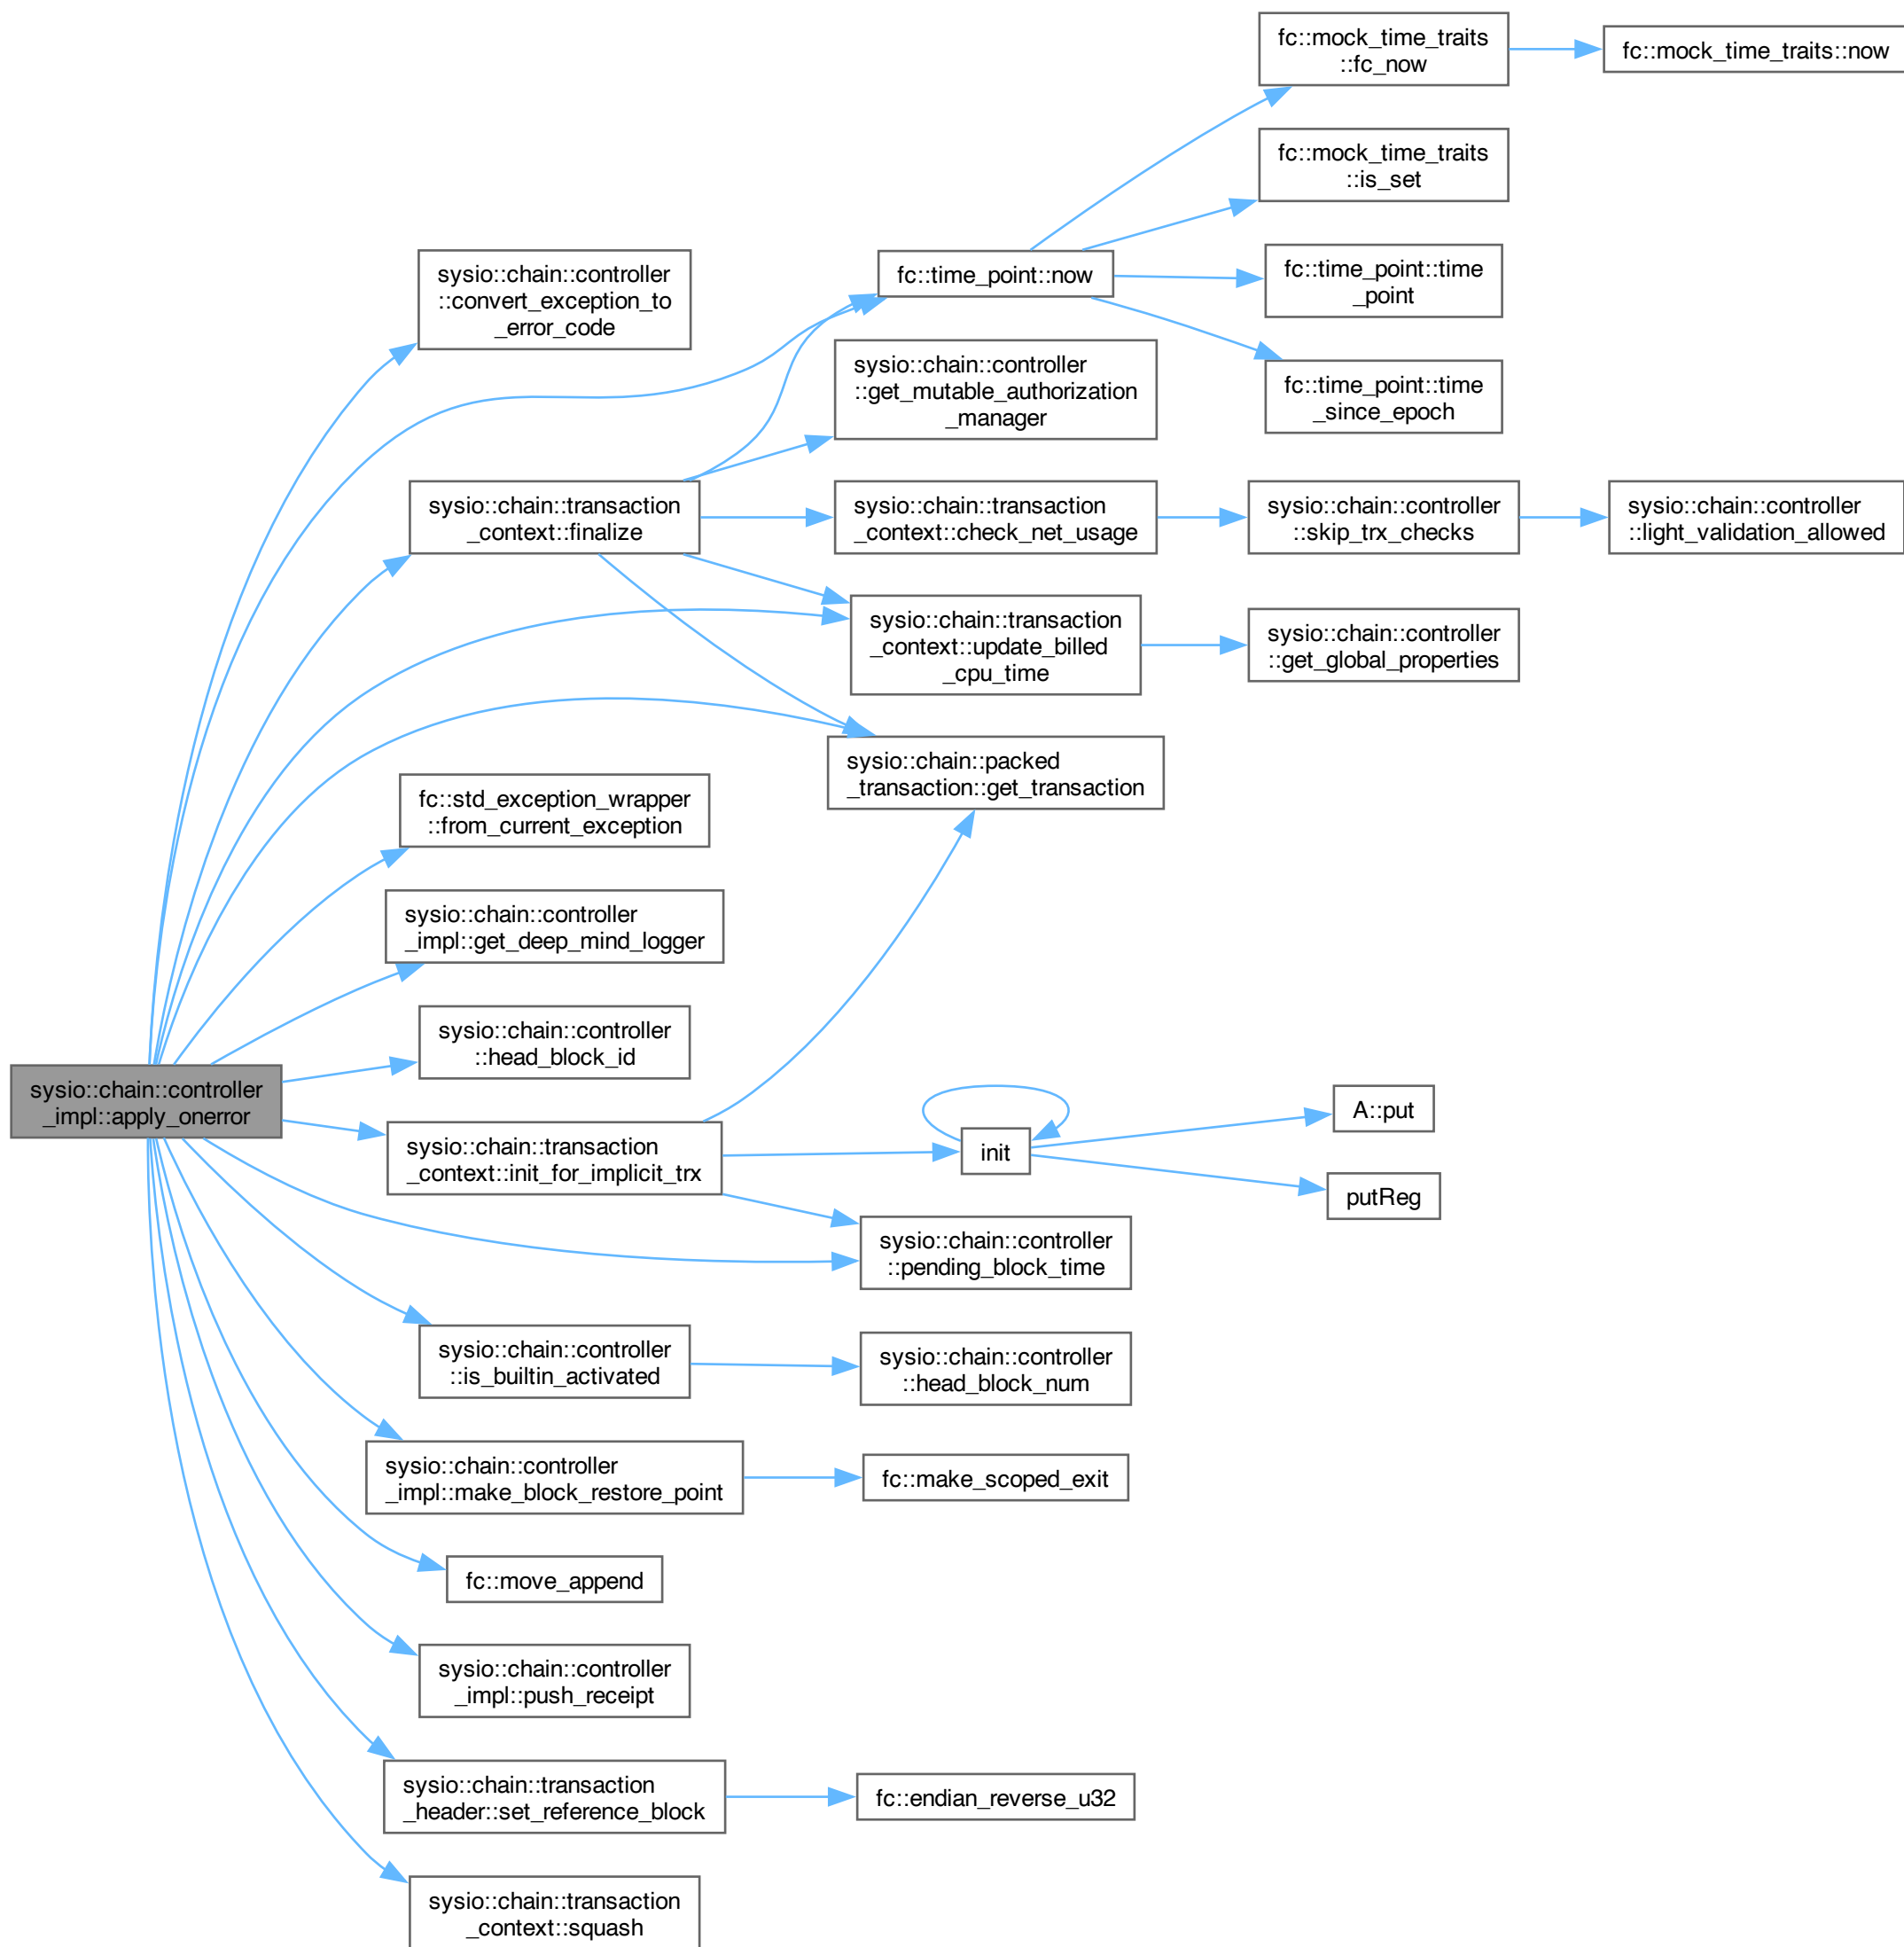 fc::mock_time_traits
::fc_now
fc::mock_time_traits::now
fc::mock_time_traits
::is_set
sysio::chain::controller
::convert_exception_to
_error_code
fc::time_point::now
fc::time_point::time
_point
sysio::chain::controller
::get_mutable_authorization
_manager
fc::time_point::time
_since_epoch
sysio::chain::transaction
_context::finalize
sysio::chain::transaction
_context::check_net_usage
sysio::chain::controller
::skip_trx_checks
sysio::chain::controller
::light_validation_allowed
sysio::chain::transaction
_context::update_billed
_cpu_time
sysio::chain::controller
::get_global_properties
sysio::chain::packed
_transaction::get_transaction
fc::std_exception_wrapper
::from_current_exception
sysio::chain::controller
_impl::get_deep_mind_logger
sysio::chain::controller
::head_block_id
sysio::chain::controller
_impl::apply_onerror
sysio::chain::transaction
_context::init_for_implicit_trx
init
A::put
putReg
sysio::chain::controller
::pending_block_time
sysio::chain::controller
::is_builtin_activated
sysio::chain::controller
::head_block_num
sysio::chain::controller
_impl::make_block_restore_point
fc::make_scoped_exit
fc::move_append
sysio::chain::controller
_impl::push_receipt
sysio::chain::transaction
_header::set_reference_block
fc::endian_reverse_u32
sysio::chain::transaction
_context::squash